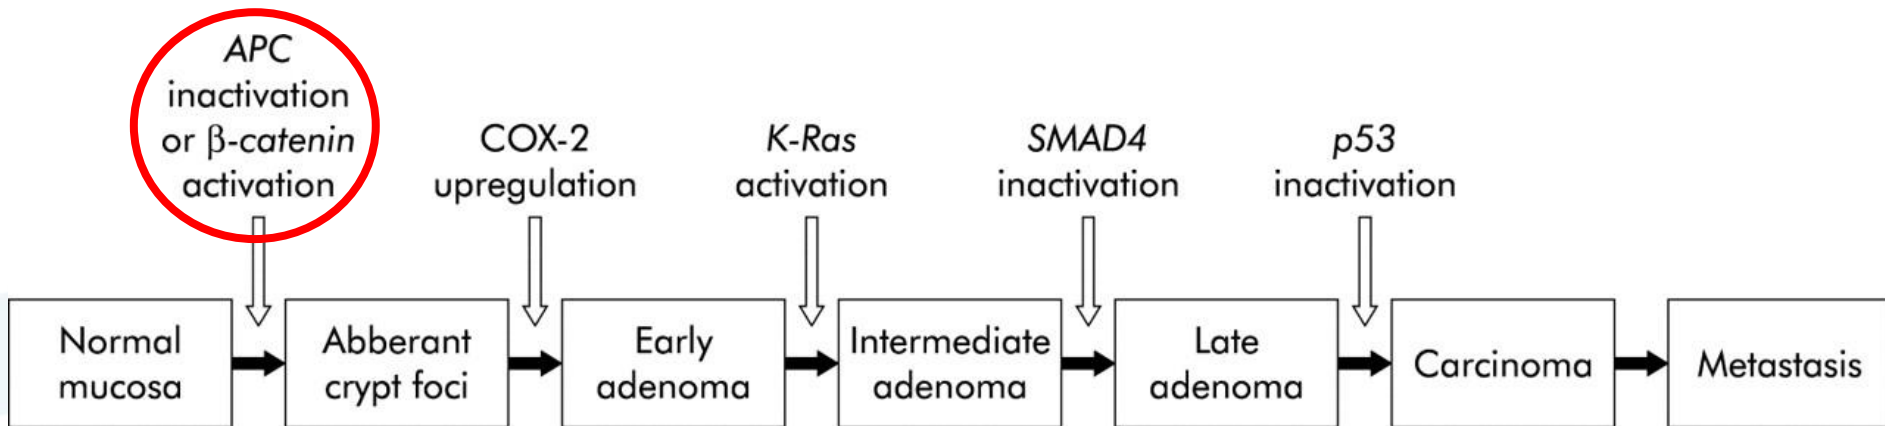 APC
inactivation
or β-catenin
activation
COX-2
upregulation
K-Ras
activation
SMAD4
inactivation
p53
inactivation
Normal
mucosa
Abberant
crypt foci
Early
adenoma
Intermediate
adenoma
Late
adenoma
Carcinoma
Metastasis